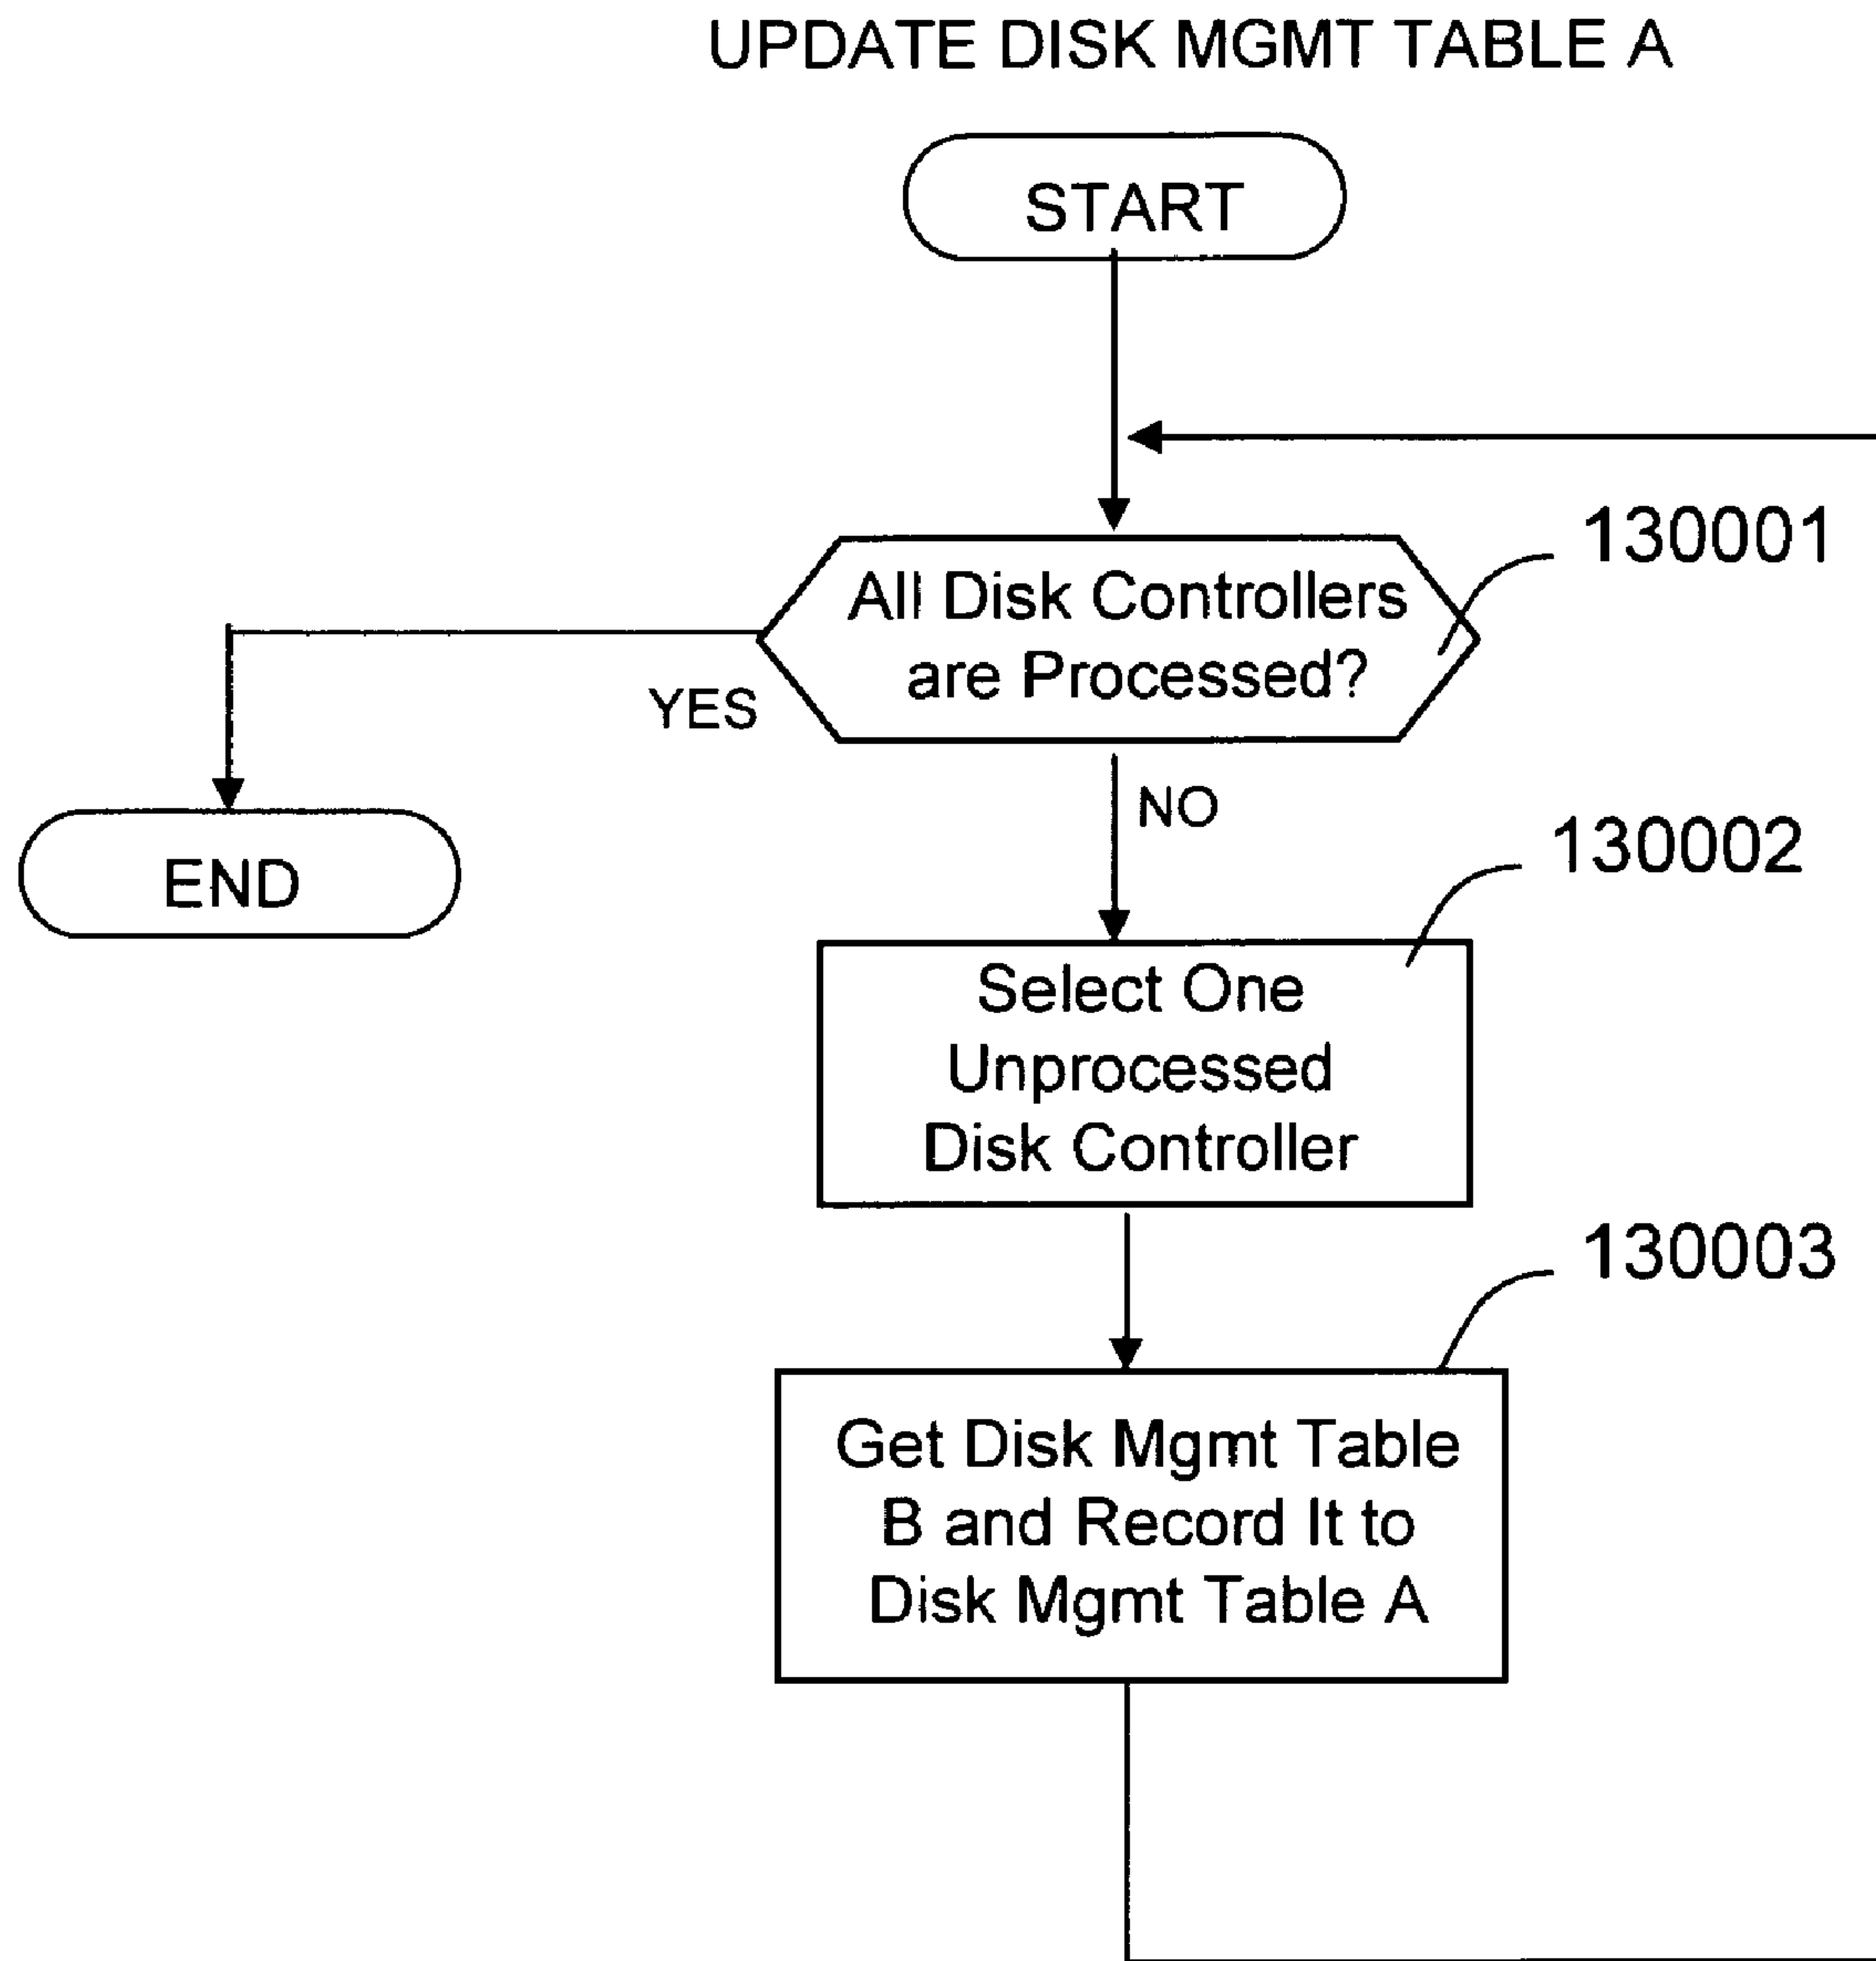 UPDATE DISK MGMT TABLE A
START
130001
All Disk Controllers
are Processed?
YES
NO
END
130002
Select One
Unprocessed
Disk Controller
130003
Get Disk Mgmt Table
B and Record It to
Disk Mgmt Table A